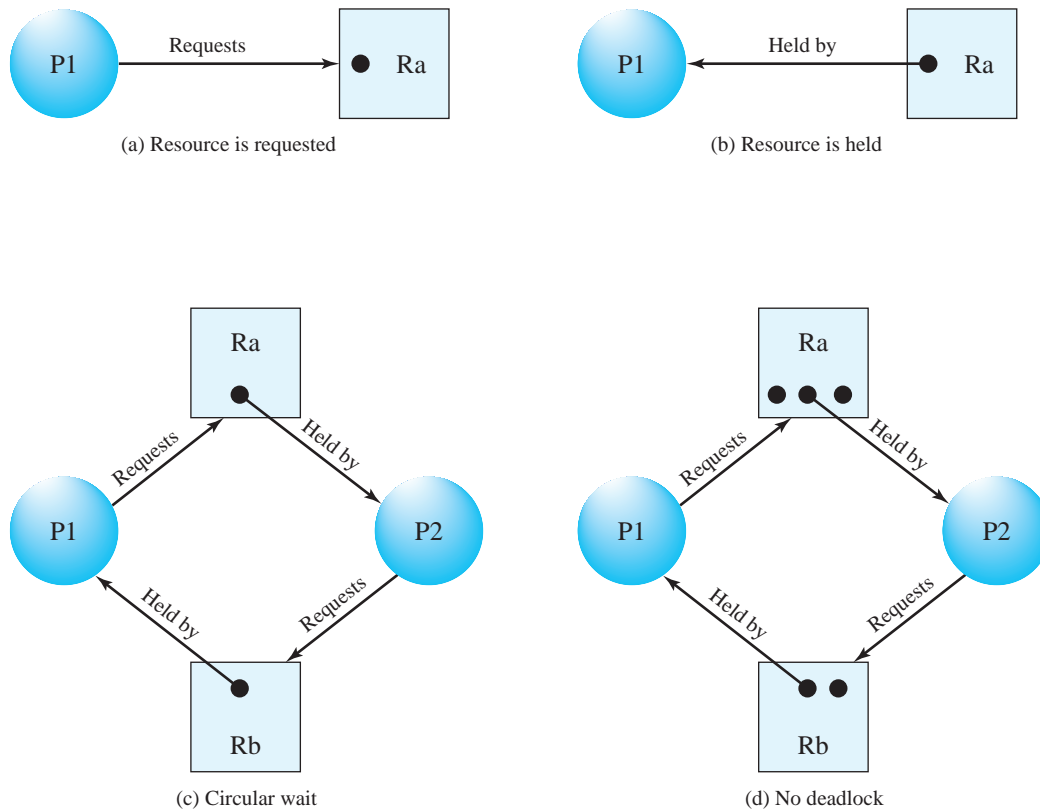 P1
Requests
Ra
(a) Resource is requested
P1
Held by
Ra
(b) Resource is held
Ra
Requests
Held by
P1
P2
Held by
Requests
Rb
(c) Circular wait
Ra
Requests
Held by
P1
P2
Held by
Requests
Rb
(d) No deadlock